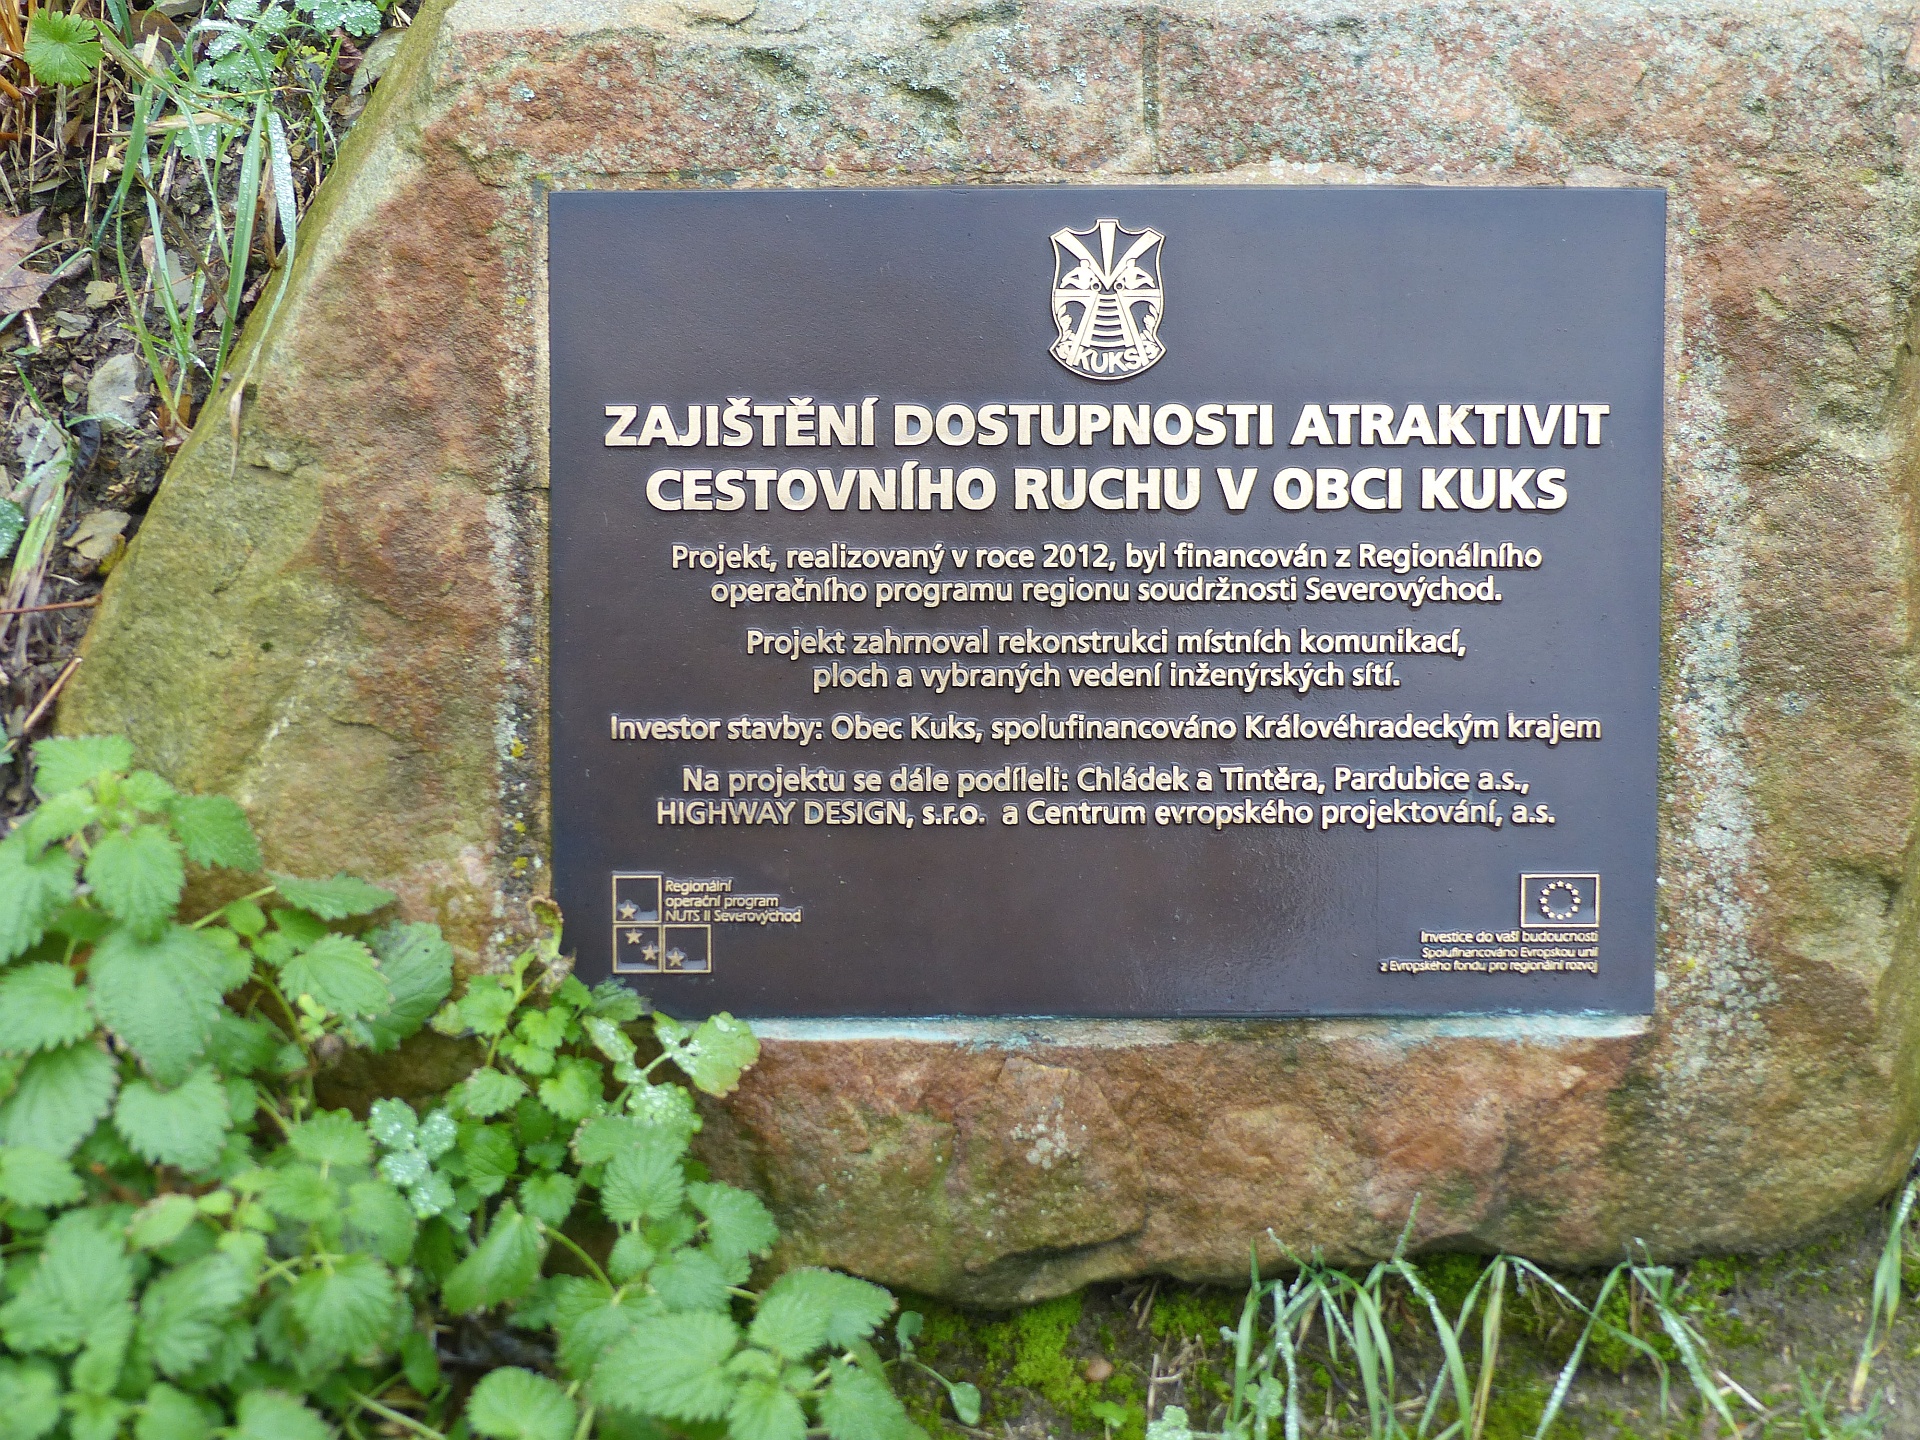 KUKS
ZAJIŠTĚNÍ DOSTUPNOSTI ATRAKTIVIT
CESTOVNÍHO RUCHU V OBCI KUKS
Projekt, realizovaný v roce 2012, byl financován z Regionálního
operačního programu regionu soudržnosti Severovýchod.
Projekt zahrnoval rekonstrukci místních komunikací,
ploch a vybraných vedení inženýrských sítí.
Investor stavby: Obec Kuks, spolufinancováno Královéhradeckým krajem
Na projektu se dále podíleli: Chládek a Tintěra, Pardubice a.s.,
HIGHWAY DESIGN, s.r.o. a Centrum evropského projektování, a.s.
Regionální
operační program
NUTS II Severovýchod
Investice do vaší budoucnosti
Spolufinancováno Evropskou unií
z Evropského fondu pro regionální rozvoj